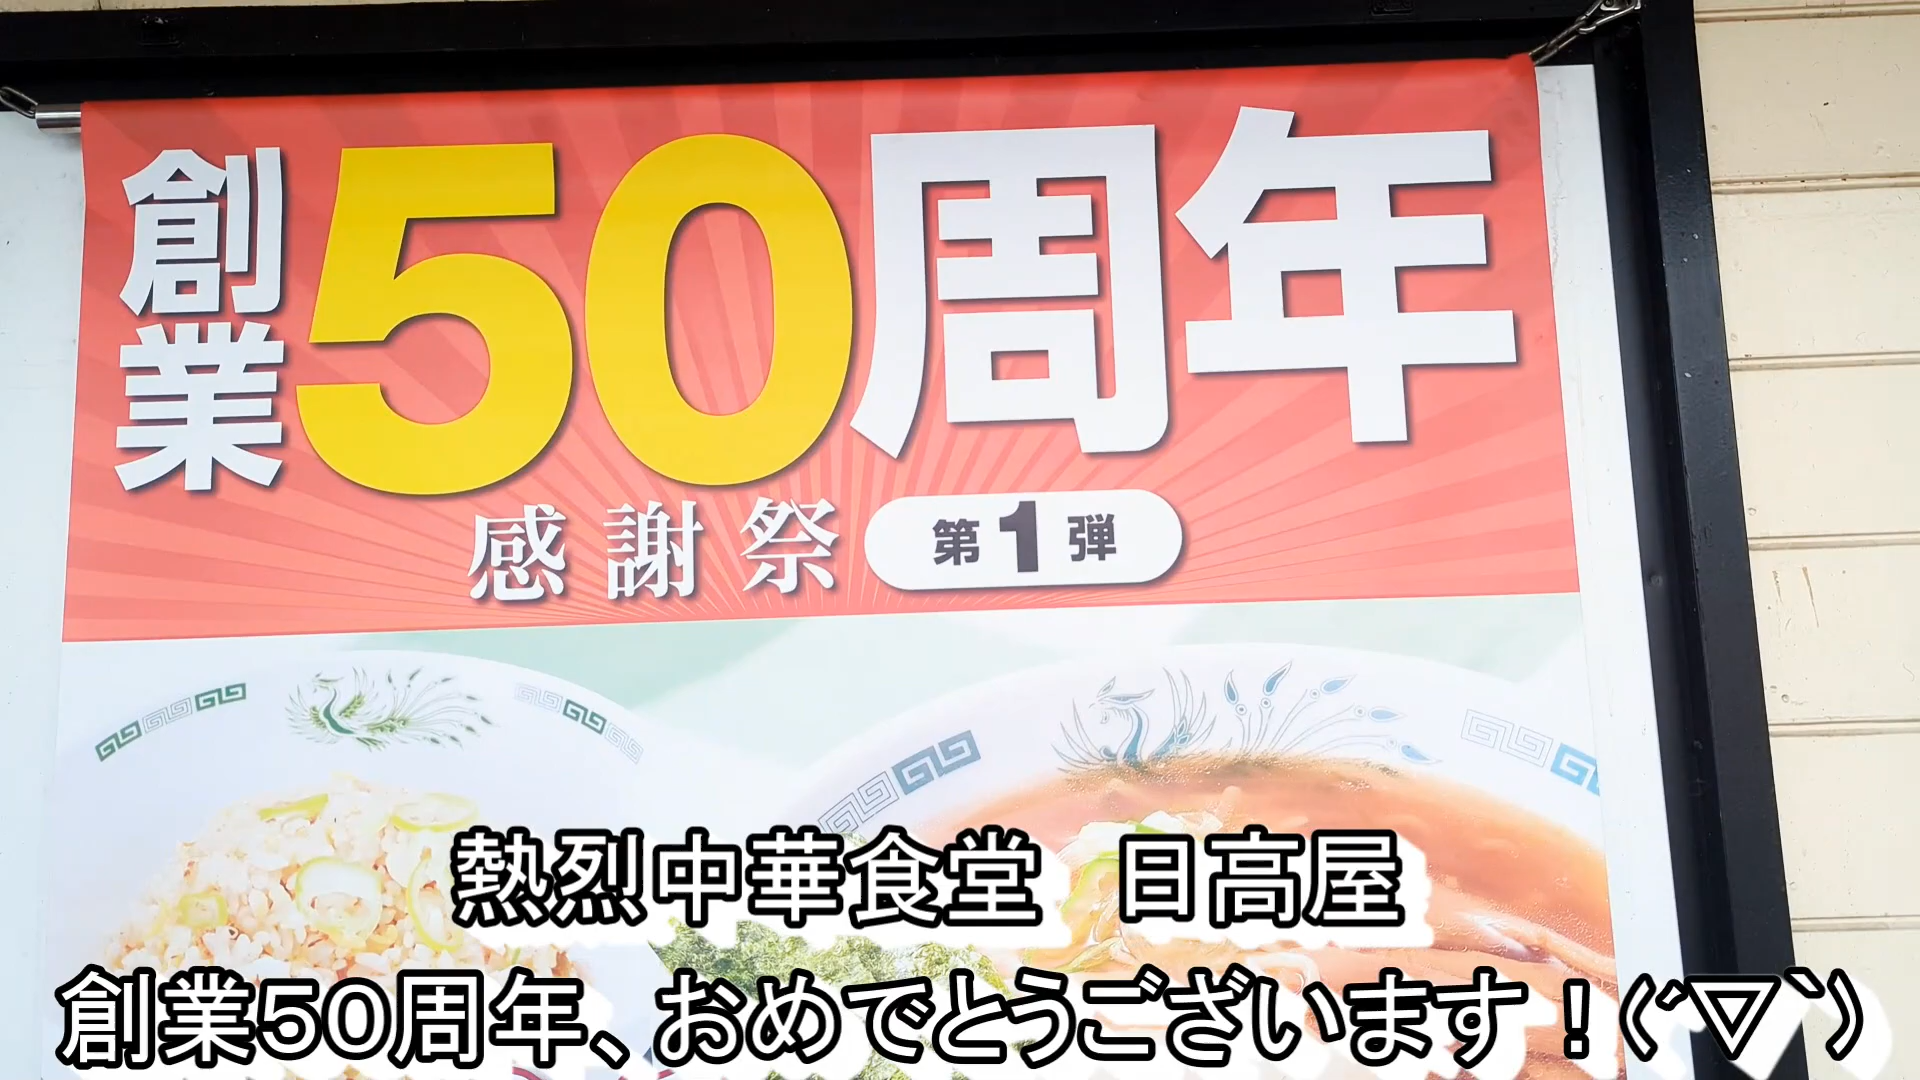 創業50周年
感謝祭 第1弾
熱烈中華食堂　日高屋
創業50周年、おめでとうございます！(´▽`)